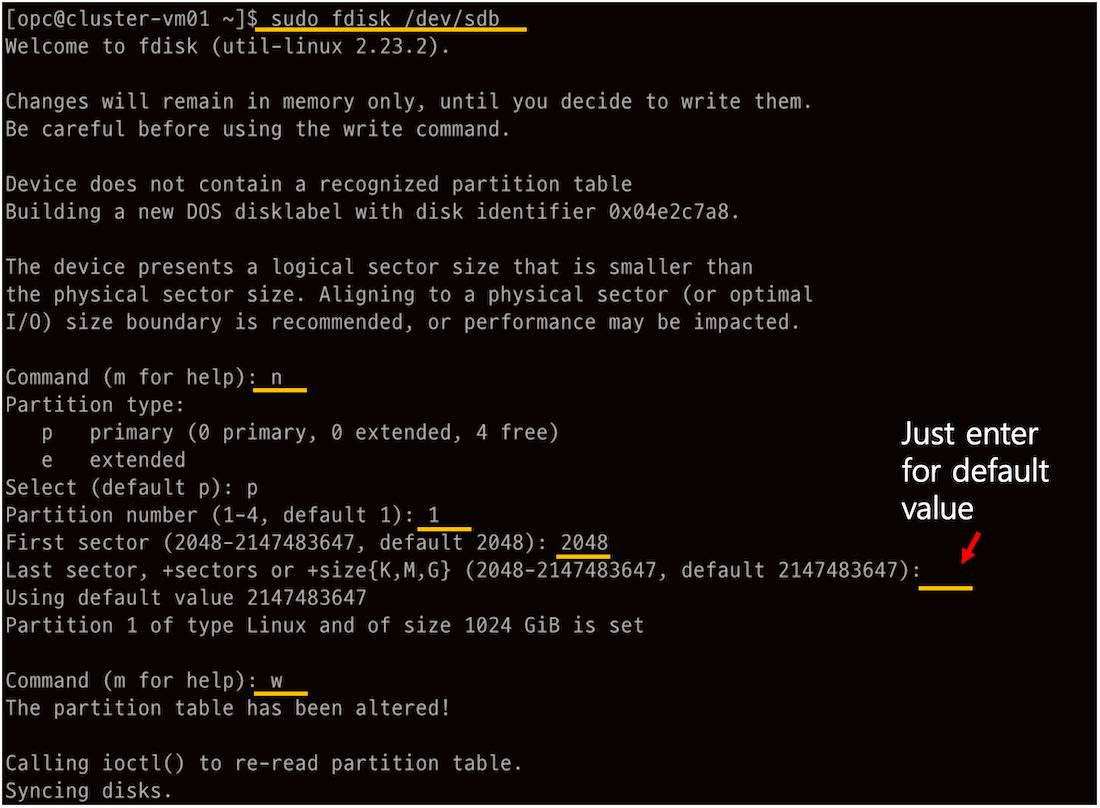 [opc@cluster-vm01 ~]$ sudo fdisk /dev/sdb
Welcome to fdisk (util-linux 2.23.2).
Changes will remain in memory only, until you decide to write them.
Be careful before using the write command.
Device does not contain a recognized partition table
Building a new DOS disklabel with disk identifier 0x04e2c7a8.
The device presents a logical sector size that is smaller than
the physical sector size. Aligning to a physical sector (or optimal
I/O) size boundary is recommended, or performance may be impacted.
Command (m for help): n
Partition type:
   p   primary (0 primary, 0 extended, 4 free)
   e   extended
Select (default p): p
Partition number (1-4, default 1): 1
First sector (2048-2147483647, default 2048): 2048
Last sector, +sectors or +size{K,M,G} (2048-2147483647, default 2147483647):
Using default value 2147483647
Partition 1 of type Linux and of size 1024 GiB is set
Command (m for help): w
The partition table has been altered!
Calling ioctl() to re-read partition table.
Syncing disks.
Just enter
for default
value